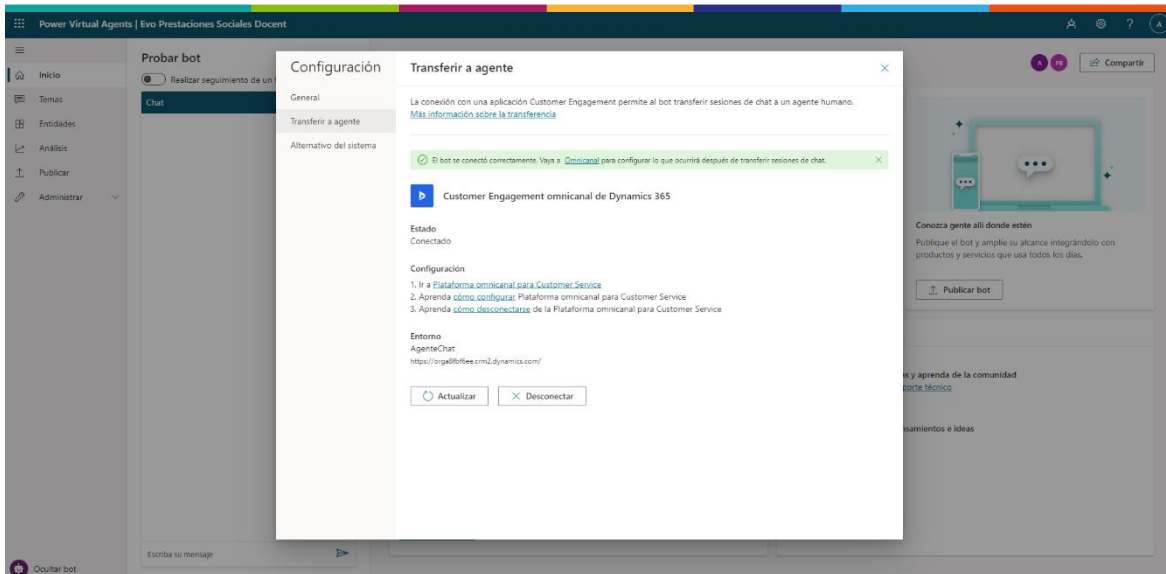 Power Virtual Agents | Evo Prestaciones Sociales Docent
?
A
Inicio
Temas
Entidades
Análisis
Publicar
Administrar
Ocultar bot
Probar bot
Realizar seguimiento de un
Chat
Escriba su mensaje
Configuración
General
Transferir a agente
Alternativo del sistema
Transferir a agente
La conexión con una aplicación Customer Engagement permite al bot transferir sesiones de chat a un agente humano.
Más información sobre la transferencia
El bot se conectó correctamente. Vaya a Omnicanal para configurar lo que ocurrirá después de transferir sesiones de chat.
Customer Engagement omnicanal de Dynamics 365
Estado
Conectado
Configuración
1. Ir a Plataforma omnicanal para Customer Service
2. Aprenda cómo configurar Plataforma omnicanal para Customer Service
3. Aprenda cómo desconectarse de la Plataforma omnicanal para Customer Service
Entorno
AgenteChat
Actualizar
Desconectar
A
Compartir
Conozca gente allí donde estén
Publique el bot y amplíe su alcance integrándolo con
productos y servicios que usa todos los días.
Publicar bot
as y aprenda de la comunidad
porte técnico
nsamientos e ideas